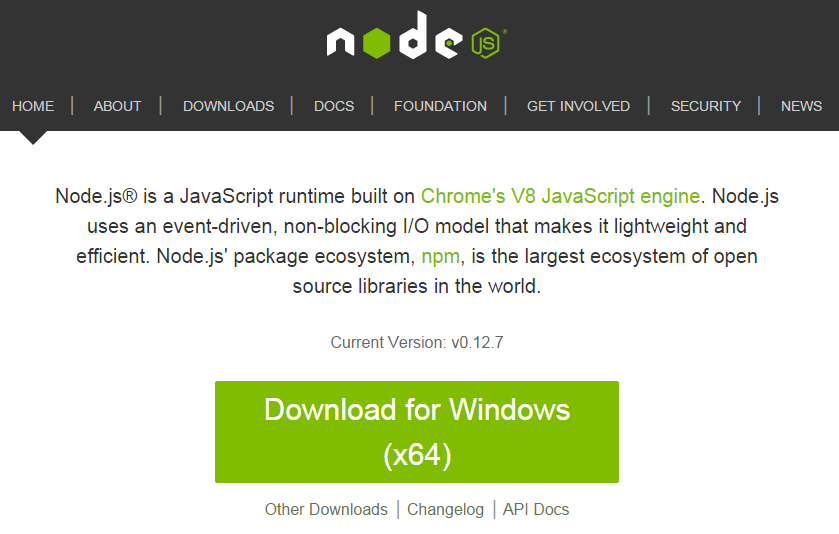 node JS®
HOME | ABOUT | DOWNLOADS | DOCS | FOUNDATION | GET INVOLVED | SECURITY | NEWS
Node.js® is a JavaScript runtime built on Chrome's V8 JavaScript engine. Node.js
uses an event-driven, non-blocking I/O model that makes it lightweight and
efficient. Node.js' package ecosystem, npm, is the largest ecosystem of open
source libraries in the world.
Current Version: v0.12.7
Download for Windows
(x64)
Other Downloads | Changelog | API Docs